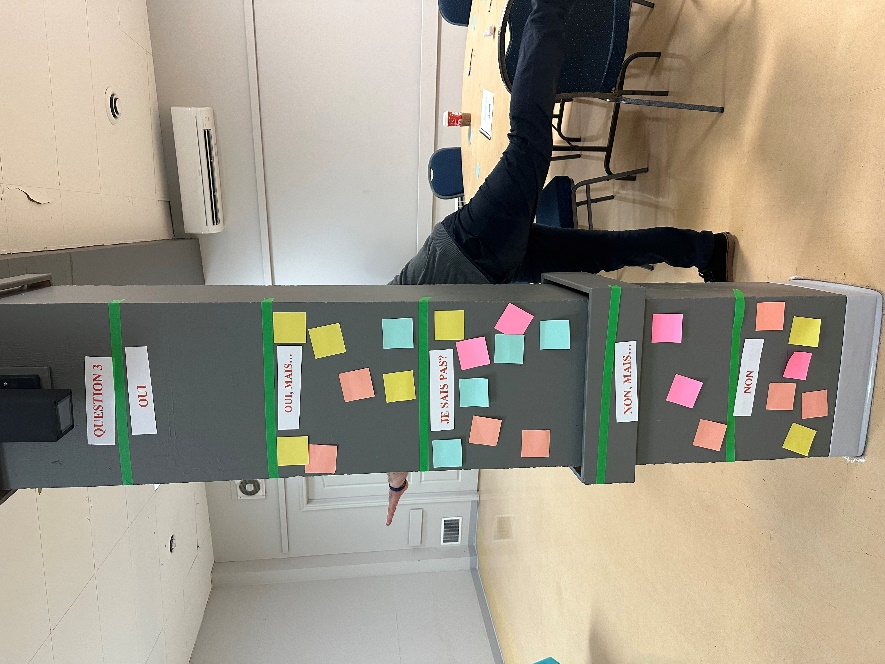 QUESTION 3
OUI
OUI, MAIS...
JE SAIS PAS?
NON, MAIS...
NON